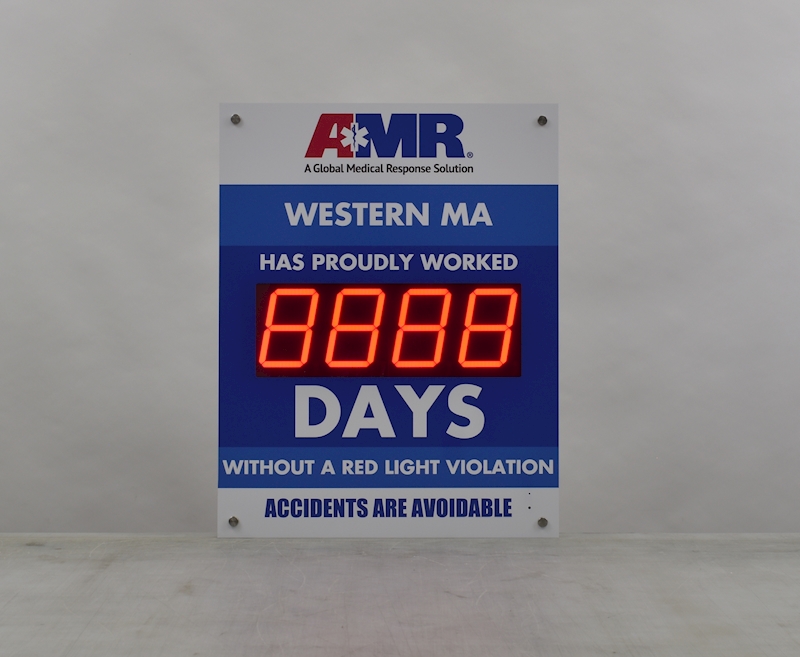 AMR®
A Global Medical Response Solution
WESTERN MA
HAS PROUDLY WORKED
8888
DAYS
WITHOUT A RED LIGHT VIOLATION
ACCIDENTS ARE AVOIDABLE